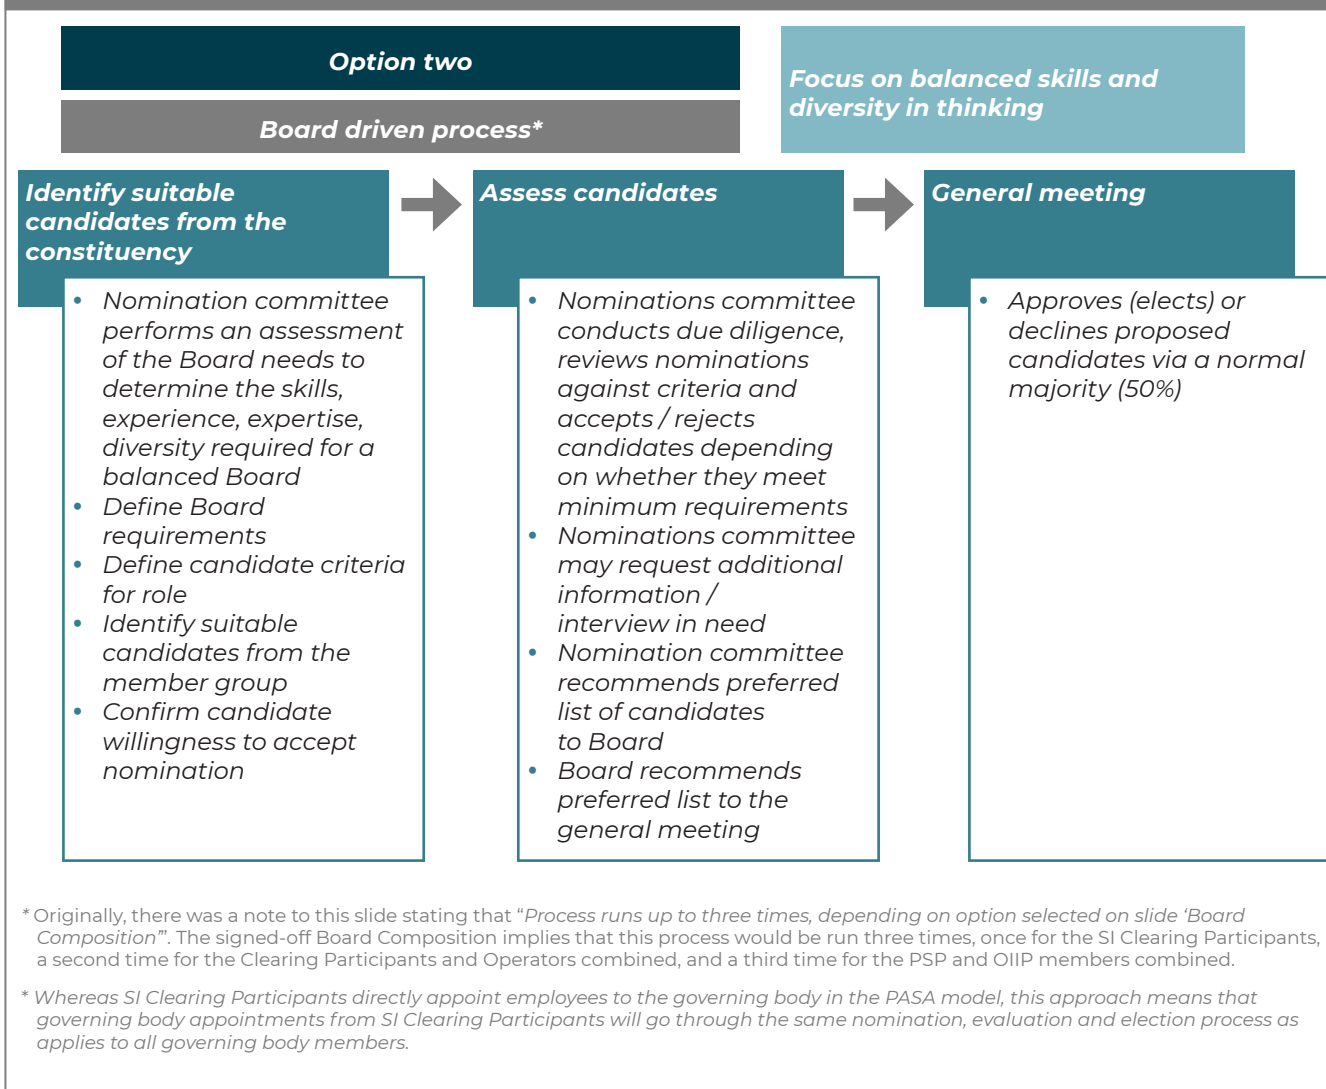 Option two
Board driven process*
Focus on balanced skills and
diversity in thinking
Identify suitable
candidates from the
constituency
• Nomination committee
performs an assessment
of the Board needs to
determine the skills,
experience, expertise,
diversity required for a
balanced Board
• Define Board
requirements
• Define candidate criteria
for role
• Identify suitable
candidates from the
member group
• Confirm candidate
willingness to accept
nomination
Assess candidates
• Nominations committee
conducts due diligence,
reviews nominations
against criteria and
accepts / rejects
candidates depending
on whether they meet
minimum requirements
• Nominations committee
may request additional
information /
interview in need
• Nomination committee
recommends preferred
list of candidates
to Board
• Board recommends
preferred list to the
general meeting
General meeting
• Approves (elects) or
declines proposed
candidates via a normal
majority (50%)
* Originally, there was a note to this slide stating that “Process runs up to three times, depending on option selected on slide ‘Board
Composition’”. The signed-off Board Composition implies that this process would be run three times, once for the SI Clearing Participants,
a second time for the Clearing Participants and Operators combined, and a third time for the PSP and OIIP members combined.
* Whereas SI Clearing Participants directly appoint employees to the governing body in the PASA model, this approach means that
governing body appointments from SI Clearing Participants will go through the same nomination, evaluation and election process as
applies to all governing body members.